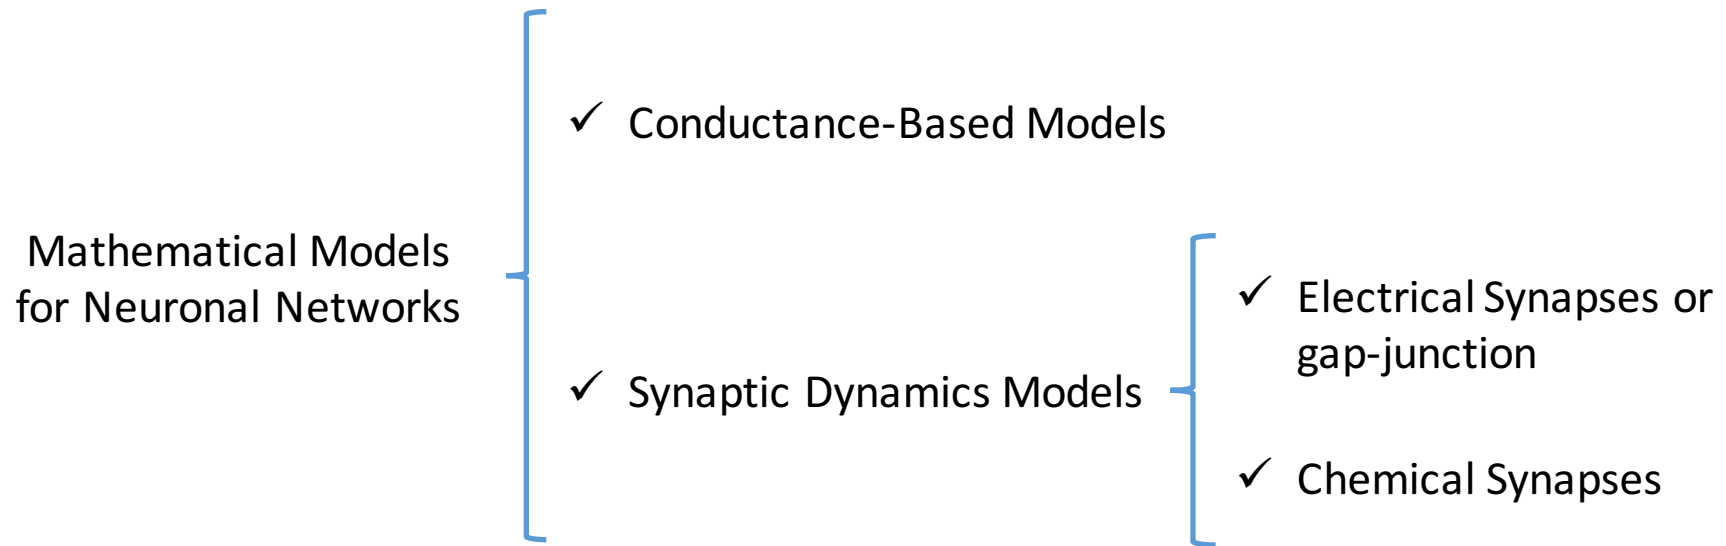 Mathematical Models
for Neuronal Networks
✓ Conductance-Based Models
✓ Synaptic Dynamics Models
✓ Electrical Synapses or
gap-junction
✓ Chemical Synapses